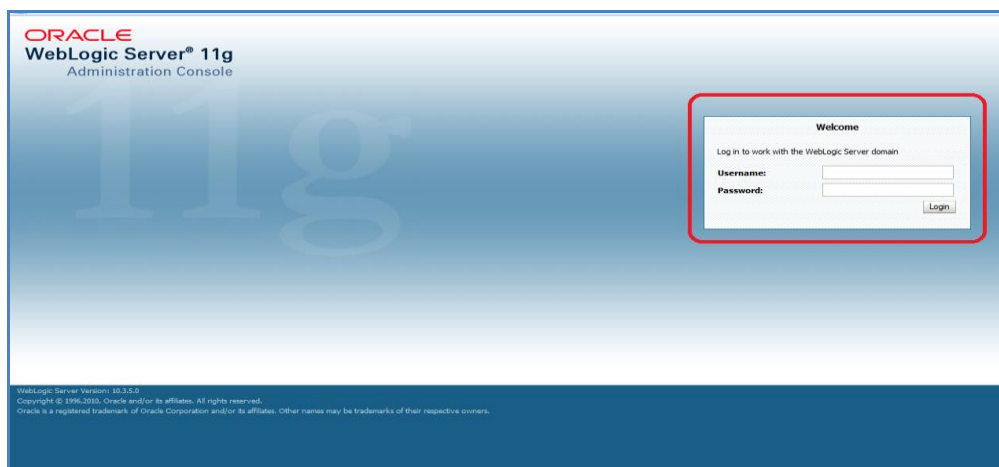 ORACLE
WebLogic Server® 11g
Administration Console
11g
Welcome
Log in to work with the WebLogic Server domain
Username:
Password:
Login
WebLogic Server Version: 10.3.5.0
Copyright © 1996,2010, Oracle and/or its affiliates. All rights reserved.
Oracle is a registered trademark of Oracle Corporation and/or its affiliates. Other names may be trademarks of their respective owners.